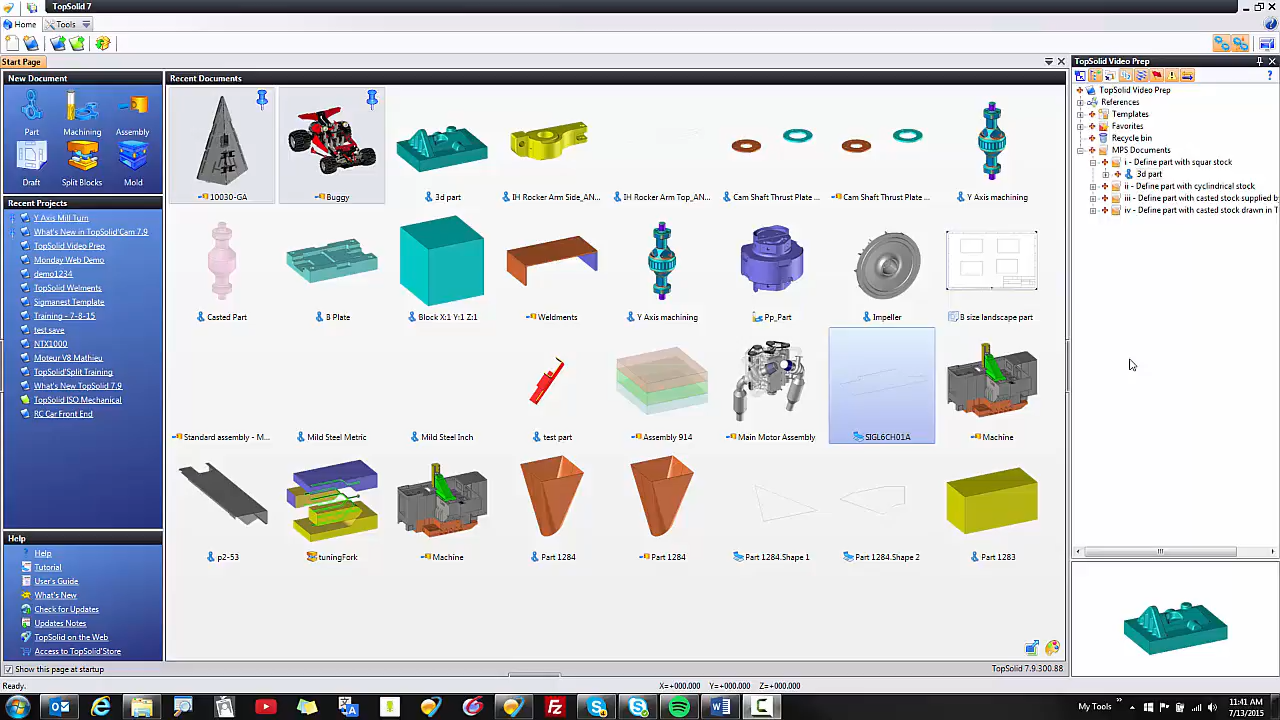 TopSolid 7
Home
Tools
Start Page
New Document
Part
Machining
Assembly
Draft
Split Blocks
Mold
Recent Projects
Y Axis Mill Turn
What's New in TopSolid'Cam 7.9
TopSolid Video Prep
Monday Web Demo
demo1234
TopSolid Welments
Sigmanest Template
Training - 7-8-15
test save
NTX1000
Moteur V8 Mathieu
TopSolid'Split Training
What's New TopSolid 7.9
TopSolid ISO Mechanical
RC Car Front End
Help
Help
Tutorial
User's Guide
What's New
Check for Updates
Updates Notes
TopSolid on the Web
Access to TopSolid'Store
Show this page at startup
Recent Documents
10030-GA
Buggy
3d part
IH Rocker Arm Side_AN...
IH Rocker Arm Top_AN...
Cam Shaft Thrust Plate ...
Cam Shaft Thrust Plate ...
Y Axis machining
Casted Part
B Plate
Block X:1 Y:1 Z:1
Weldments
Y Axis machining
Pp_Part
Impeller
B size landscape part
Standard assembly - M...
Mild Steel Metric
Mild Steel Inch
test part
Assembly 914
Main Motor Assembly
SIGL6CH01A
Machine
p2-53
tuningFork
Machine
Part 1284
Part 1284
Part 1284.Shape 1
Part 1284.Shape 2
Part 1283
TopSolid 7.9.300.88
TopSolid Video Prep
TopSolid Video Prep
References
Templates
Favorites
Recycle bin
MPS Documents
i - Define part with squar stock
3d part
ii - Define part with cyclindrical stock
iii - Define part with casted stock supplied b
iv - Define part with casted stock drawn in T
Ready.
X=+000.000 Y=+000.000 Z=+000.000
My Tools
11:41 AM
7/13/2015